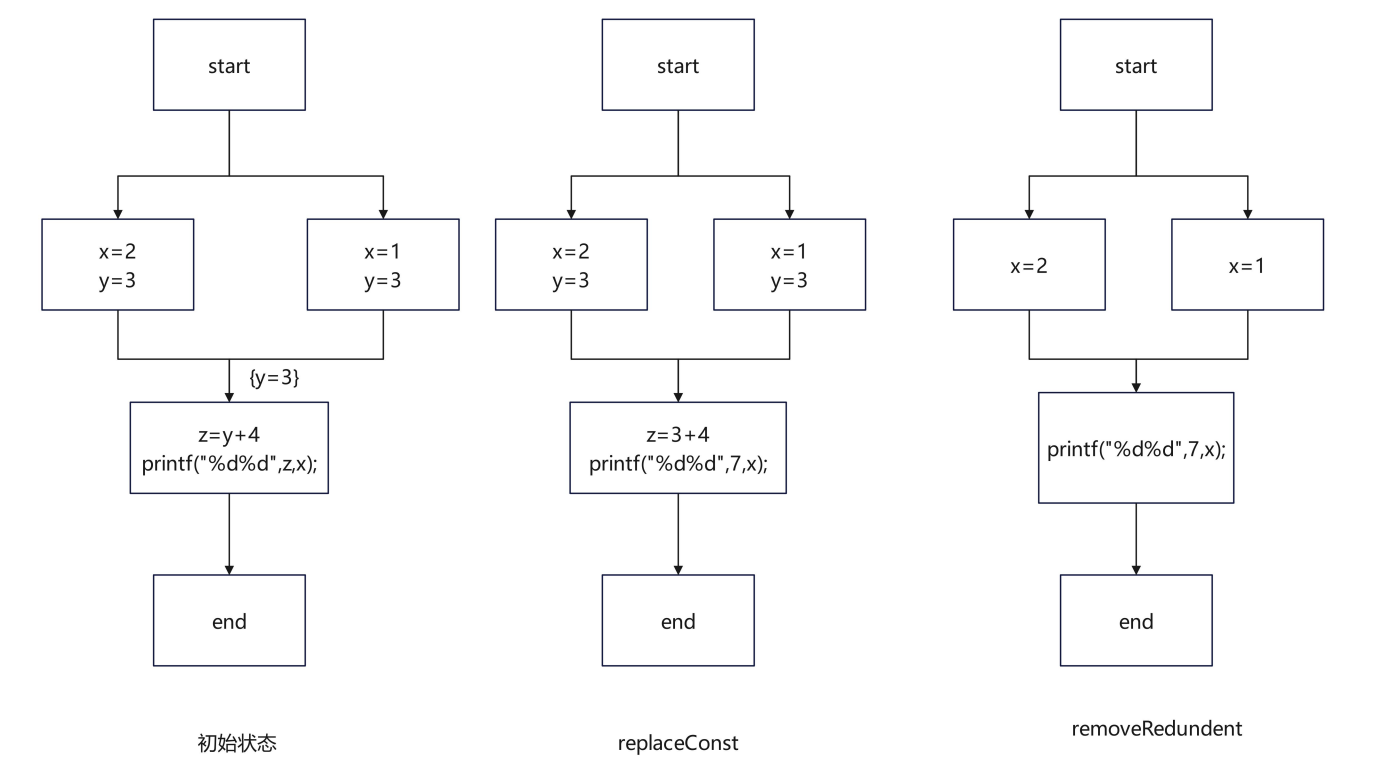 start
x=2
y=3
x=1
y=3
{y=3}
z=y+4
printf("%d%d",z,x);
end
初始状态
start
x=2
y=3
x=1
y=3
z=3+4
printf("%d%d",7,x);
end
replaceConst
start
x=2
x=1
printf("%d%d",7,x);
end
removeRedundent